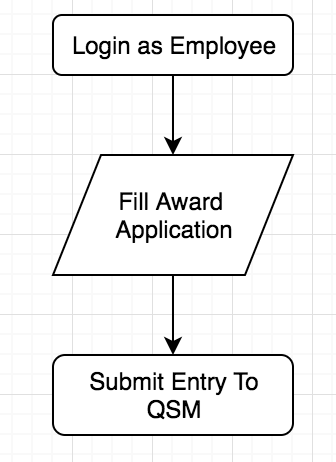 Login as Employee
Fill Award
Application
Submit Entry To
QSM